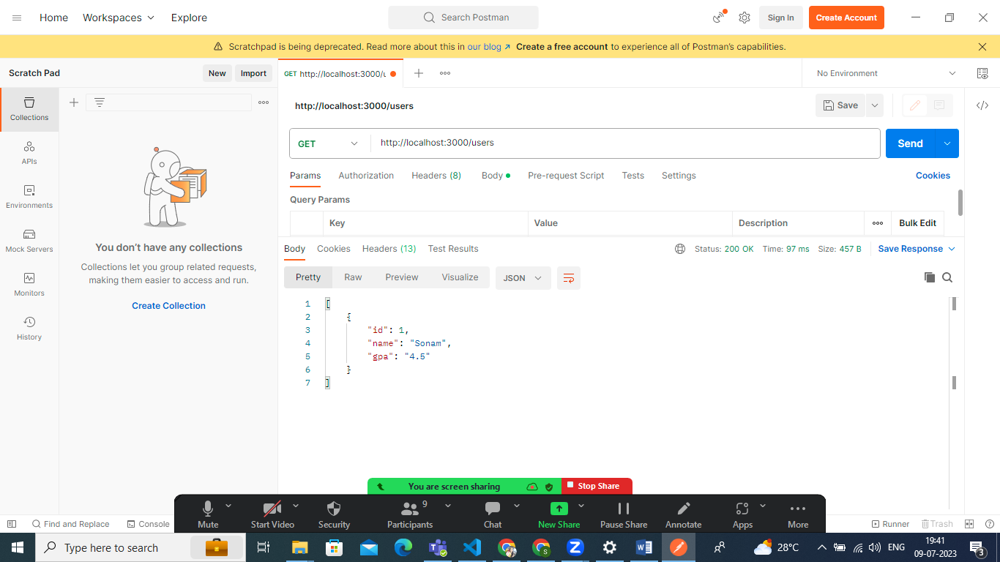 Home Workspaces Explore Search Postman Sign In Create Account
Scratchpad is being deprecated. Read more about this in our blog ↗ Create a free account to experience all of Postman's capabilities.
Scratch Pad New Import GET http://localhost:3000/u No Environment
Collections
APIs
Environments
Mock Servers
Monitors
History
You don't have any collections
Collections let you group related requests,
making them easier to access and run.
Create Collection
http://localhost:3000/users Save
GET http://localhost:3000/users Send
Params Authorization Headers (8) Body Pre-request Script Tests Settings Cookies
Query Params
Key Value Description Bulk Edit
Body Cookies Headers (13) Test Results Status: 200 OK Time: 97 ms Size: 457 B Save Response
Pretty Raw Preview Visualize JSON
1 [
2 {
3 "id": 1,
4 "name": "Sonam",
5 "gpa": "4.5"
6 }
7 ]
You are screen sharing Stop Share
Mute Start Video Security Participants 9 Chat New Share Pause Share Annotate Apps More
Find and Replace Console Runner Trash
Type here to search 28°C ENG 19:41
09-07-2023 3